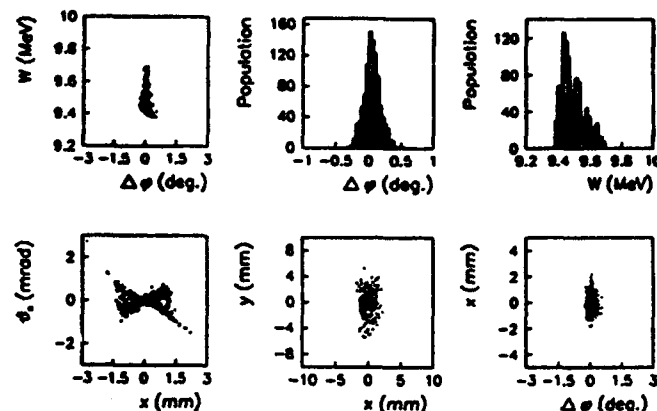 W (MeV)
10
9.8
9.6
9.4
9.2
-3 -1.5 0 1.5 3
Δ φ (deg.)
Population
160
120
80
40
0
-1 -0.5 0 0.5 1
Δ φ (deg.)
Population
120
80
40
0
9.2 9.4 9.6 9.8 10
W (MeV)
(mrad)
2
0
-2
-3 -1.5 0 1.5 3
x (mm)
y (mm)
8
4
0
-4
-8
-10 -5 0 5 10
x (mm)
x (mm)
4
2
0
-2
-4
-3 -1.5 0 1.5 3
Δ φ (deg.)